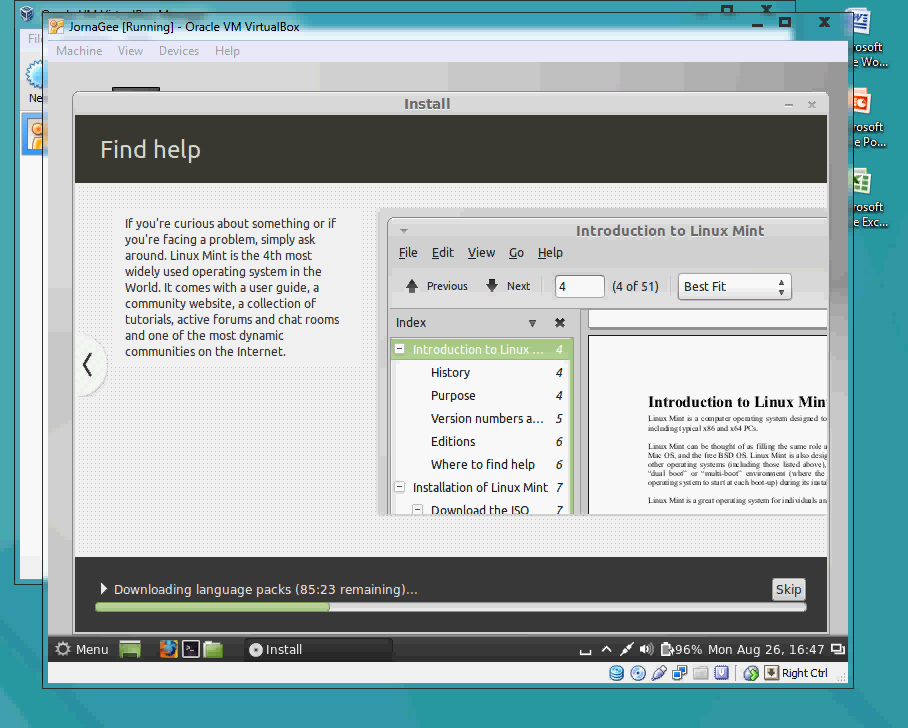 JornaGee [Running] - Oracle VM VirtualBox
Machine View Devices Help
Install
Find help
If you're curious about something or if
you're facing a problem, simply ask
around. Linux Mint is the 4th most
widely used operating system in the
World. It comes with a user guide, a
community website, a collection of
tutorials, active forums and chat rooms
and one of the most dynamic
communities on the Internet.
Introduction to Linux Mint
File Edit View Go Help
Previous Next 4 (4 of 51) Best Fit
Index
Introduction to Linux ... 4
History 4
Purpose 4
Version numbers a... 5
Editions 6
Where to find help 6
Installation of Linux Mint 7
Download the ISO 7
Introduction to Linux Min
Linux Mint is a computer operating system designed to
including typical x86 and x64 PCs.
Linux Mint can be thought of as filling the same role a
Mac OS, and the free BSD OS. Linux Mint is also desig
other operating systems (including those listed above),
"dual boot" or "multi-boot" environment (where the
operating system to start at each boot-up) during its insta
Linux Mint is a great operating system for individuals an
Downloading language packs (85:23 remaining)...
Skip
Menu Install 96% Mon Aug 26, 16:47
Right Ctrl
Fil
Ne
rosoft
e Wo...
rosoft
e Po...
rosoft
e Exc...